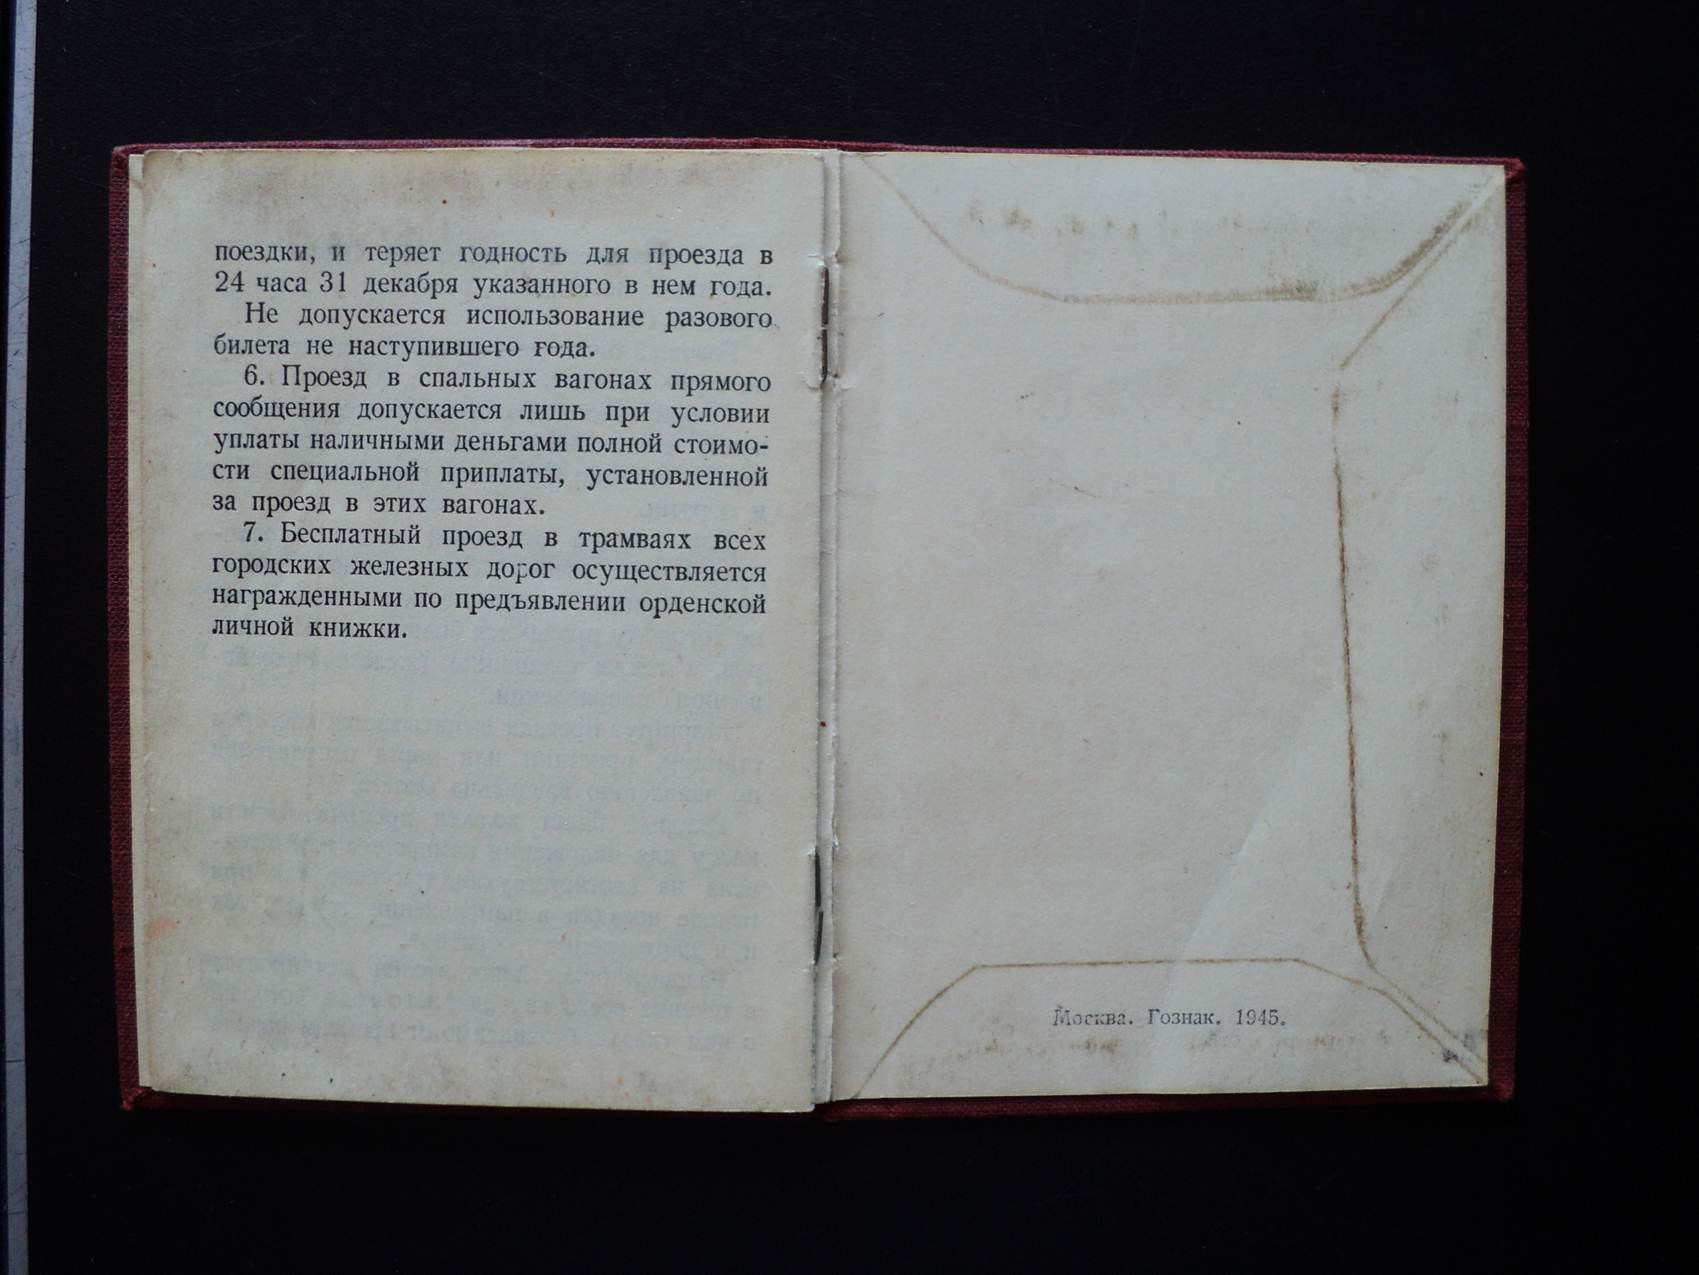 поездки, и теряет годность для проезда в
24 часа 31 декабря указанного в нем года.
Не допускается использование разового
билета не наступившего года.
6. Проезд в спальных вагонах прямого
сообщения допускается лишь при условии
уплаты наличными деньгами полной стоимо-
сти специальной приплаты, установленной
за проезд в этих вагонах.
7. Бесплатный проезд в трамваях всех
городских железных дорог осуществляется
награжденными по предъявлении орденской
личной книжки.
Москва. Гознак. 1945.